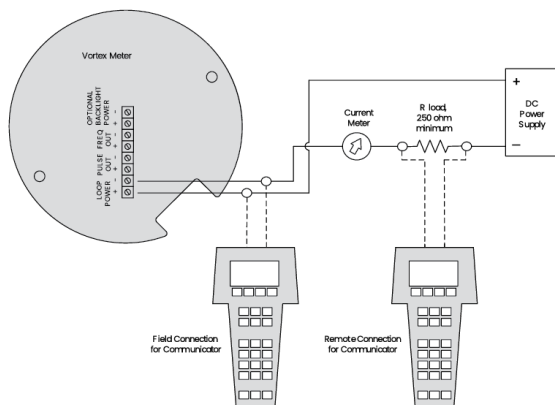 Vortex Meter
OPTIONAL
BACKLIGHT
POWER
- +
FREQ
OUT
- +
PULSE
OUT
- +
LOOP
POWER
- +
Current
Meter
R load,
250 ohm
minimum
+
DC
Power
Supply
–
Field Connection
for Communicator
Remote Connection
for Communicator